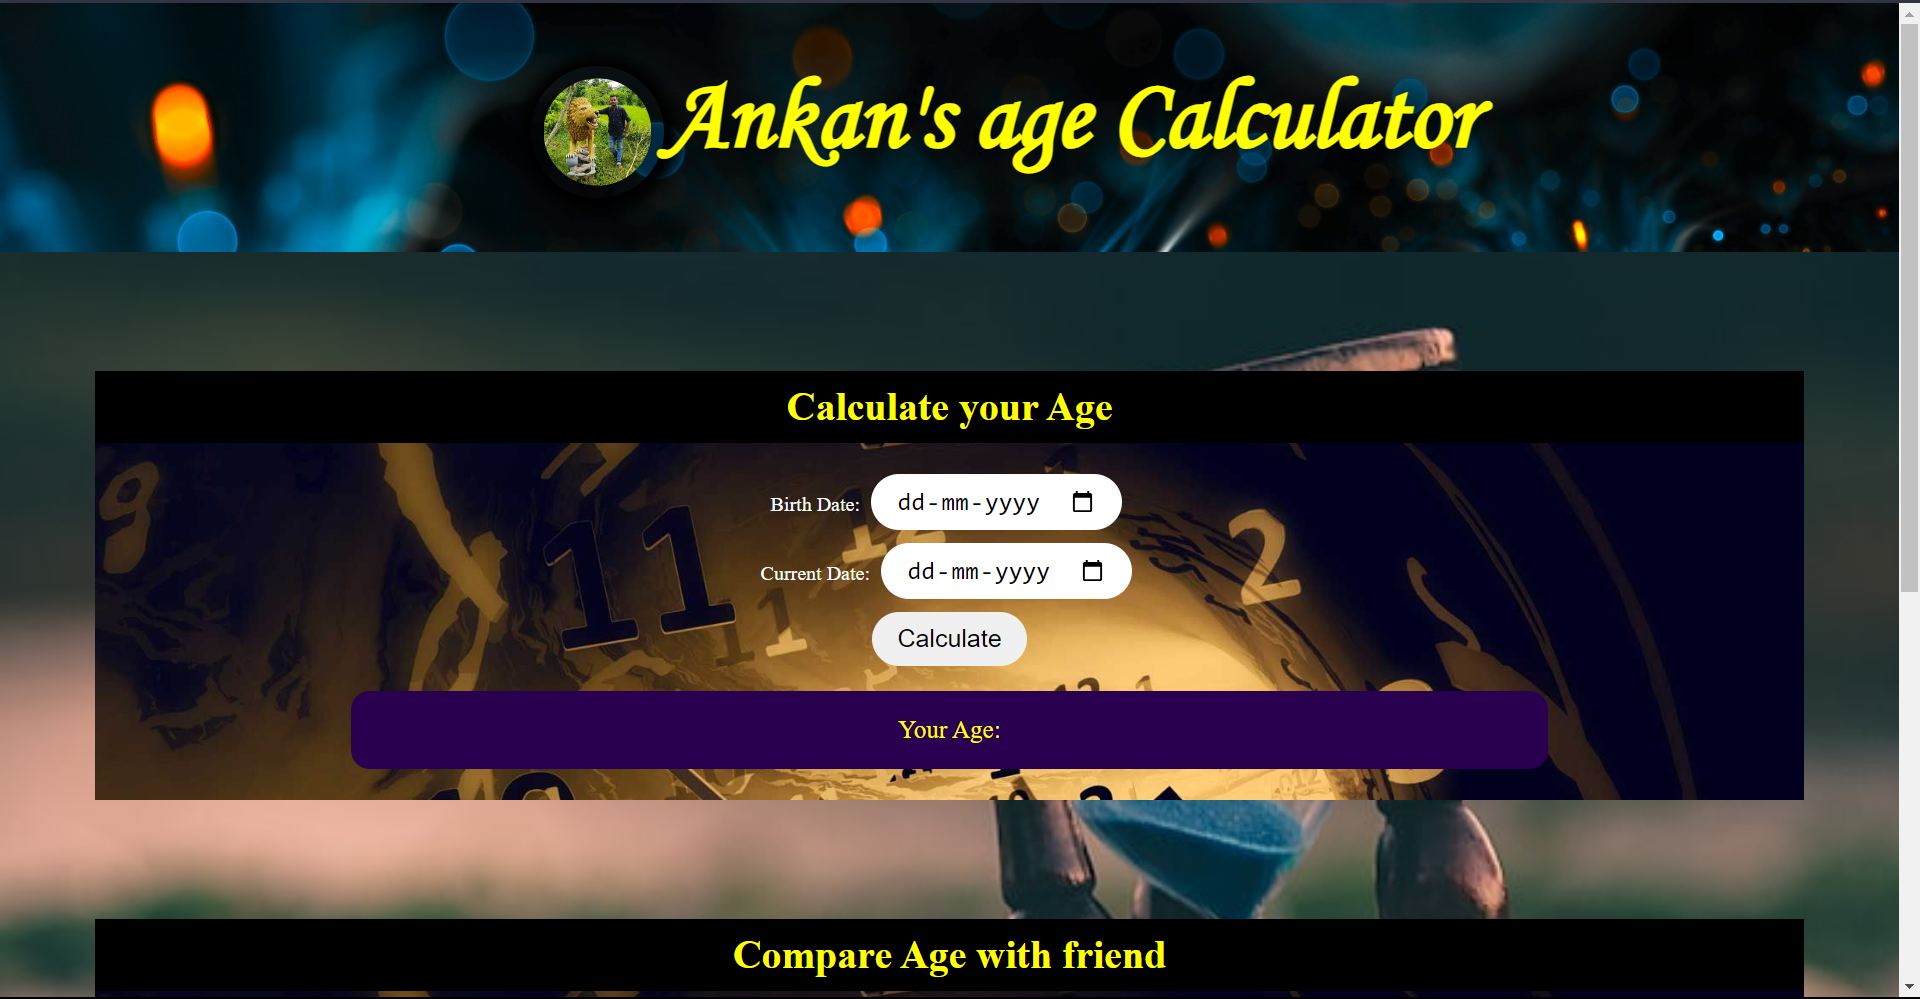 Ankan's age Calculator
Calculate your Age
Birth Date: dd-mm-yyyy
Current Date: dd-mm-yyyy
Calculate
Your Age:
Compare Age with friend